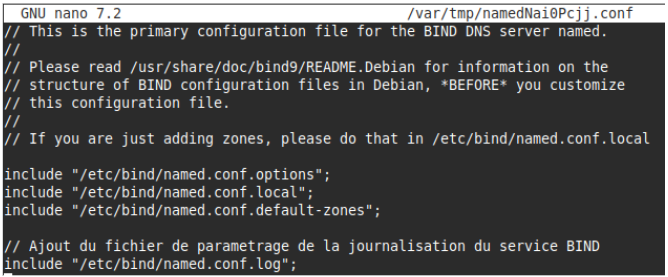 GNU nano 7.2 /var/tmp/namedNai0Pcjj.conf
// This is the primary configuration file for the BIND DNS server named.
//
// Please read /usr/share/doc/bind9/README.Debian for information on the
// structure of BIND configuration files in Debian, *BEFORE* you customize
// this configuration file.
//
// If you are just adding zones, please do that in /etc/bind/named.conf.local
include "/etc/bind/named.conf.options";
include "/etc/bind/named.conf.local";
include "/etc/bind/named.conf.default-zones";
// Ajout du fichier de parametrage de la journalisation du service BIND
include "/etc/bind/named.conf.log";